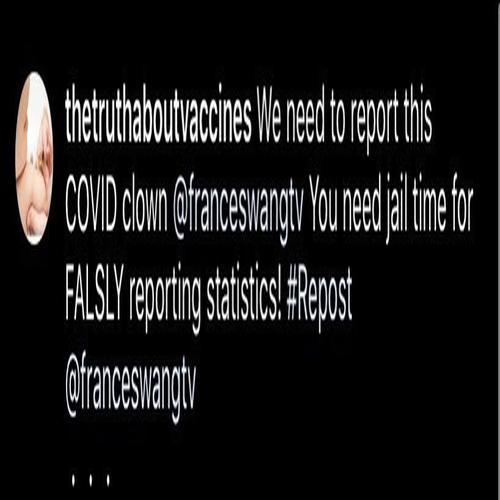 thetruthaboutvaccines We need to report this
COVID clown @franceswangtv You need jail time for
FALSLY reporting statistics! #Repost
@franceswangtv
. . .